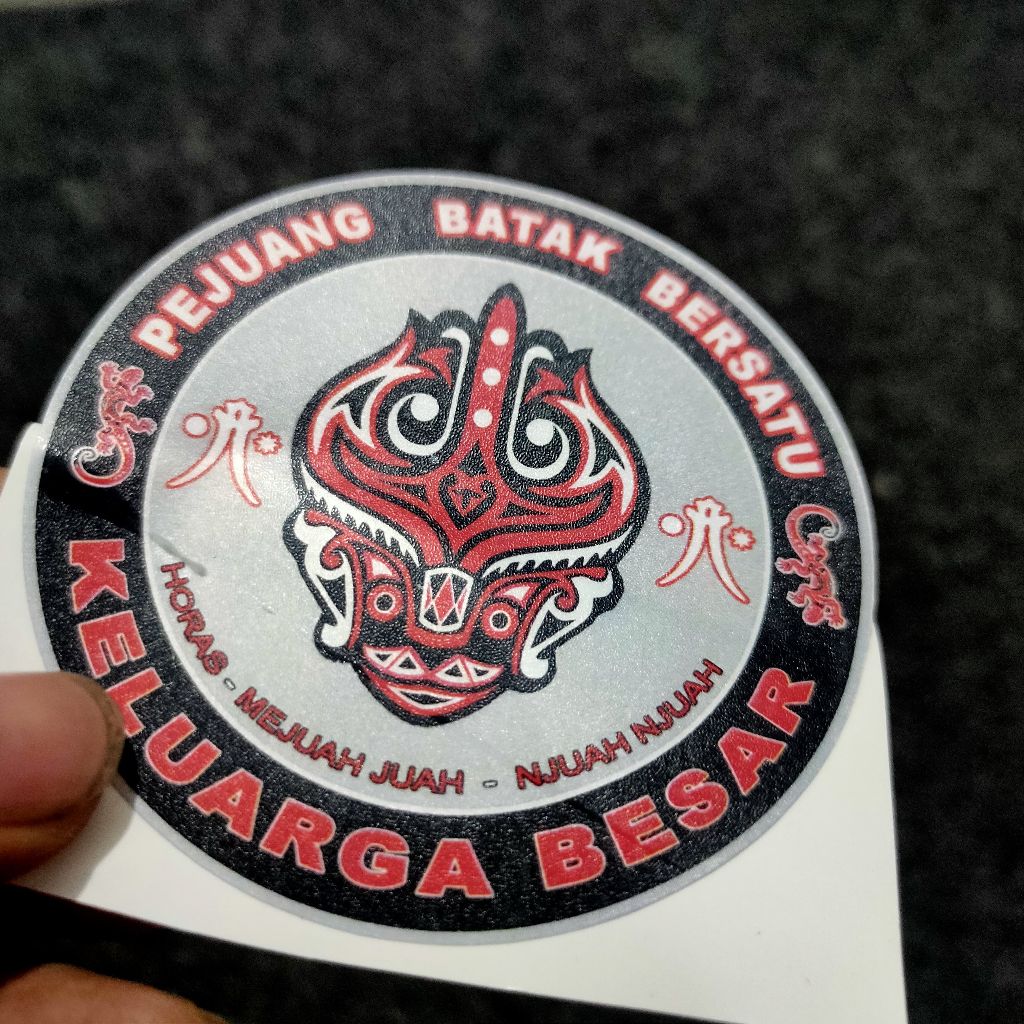 PEJUANG BATAK BERSATU
HORAS - MEJUAH JUAH - NJUAH NJUAH
KELUARGA BESAR